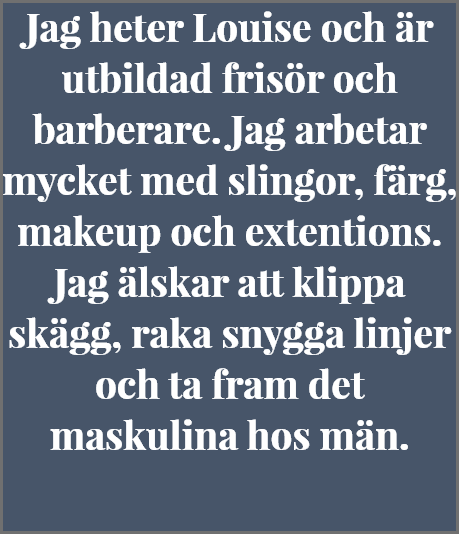 Jag heter Louise och är
utbildad frisör och
barberare. Jag arbetar
mycket med slingor, färg,
makeup och extentions.
Jag älskar att klippa
skägg, raka snygga linjer
och ta fram det
maskulina hos män.